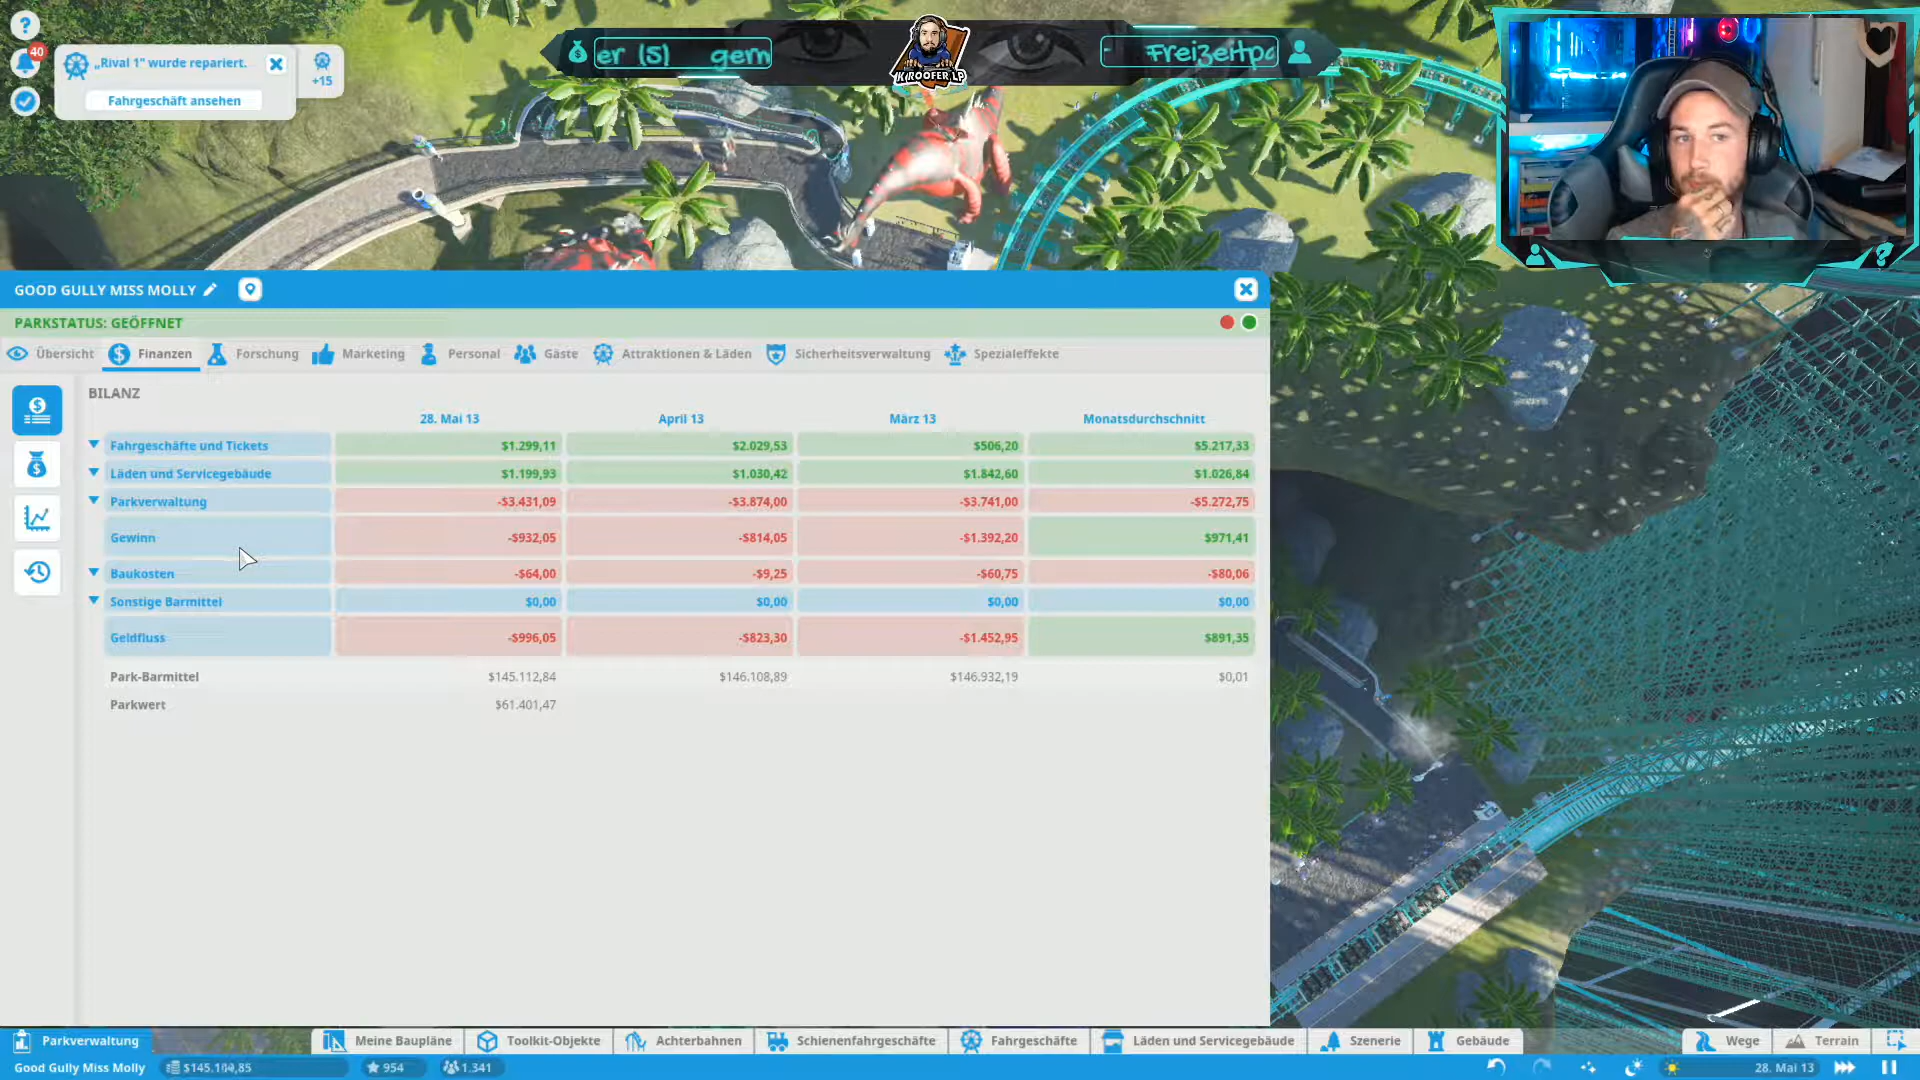 ?
40
„Rival 1" wurde repariert.
Fahrgeschäft ansehen
+15
er (S) gern
K ROOFER LP
- Freizeitpa
GOOD GULLY MISS MOLLY
PARKSTATUS: GEÖFFNET
Übersicht Finanzen Forschung Marketing Personal Gäste Attraktionen & Läden Sicherheitsverwaltung Spezialeffekte
BILANZ
28. Mai 13 April 13 März 13 Monatsdurchschnitt
Fahrgeschäfte und Tickets $1.299,11 $2.029,53 $506,20 $5.217,33
Läden und Servicegebäude $1.199,93 $1.030,42 $1.842,60 $1.026,84
Parkverwaltung -$3.431,09 -$3.874,00 -$3.741,00 -$5.272,75
Gewinn -$932,05 -$814,05 -$1.392,20 $971,41
Baukosten -$64,00 -$9,25 -$60,75 -$80,06
Sonstige Barmittel $0,00 $0,00 $0,00 $0,00
Geldfluss -$996,05 -$823,30 -$1.452,95 $891,35
Park-Barmittel $145.112,84 $146.108,89 $146.932,19 $0,01
Parkwert $61.401,47
Parkverwaltung Meine Baupläne Toolkit-Objekte Achterbahnen Schienenfahrgeschäfte Fahrgeschäfte Läden und Servicegebäude Szenerie Gebäude Wege Terrain
Good Gully Miss Molly 954 1.341 28. Mai 13